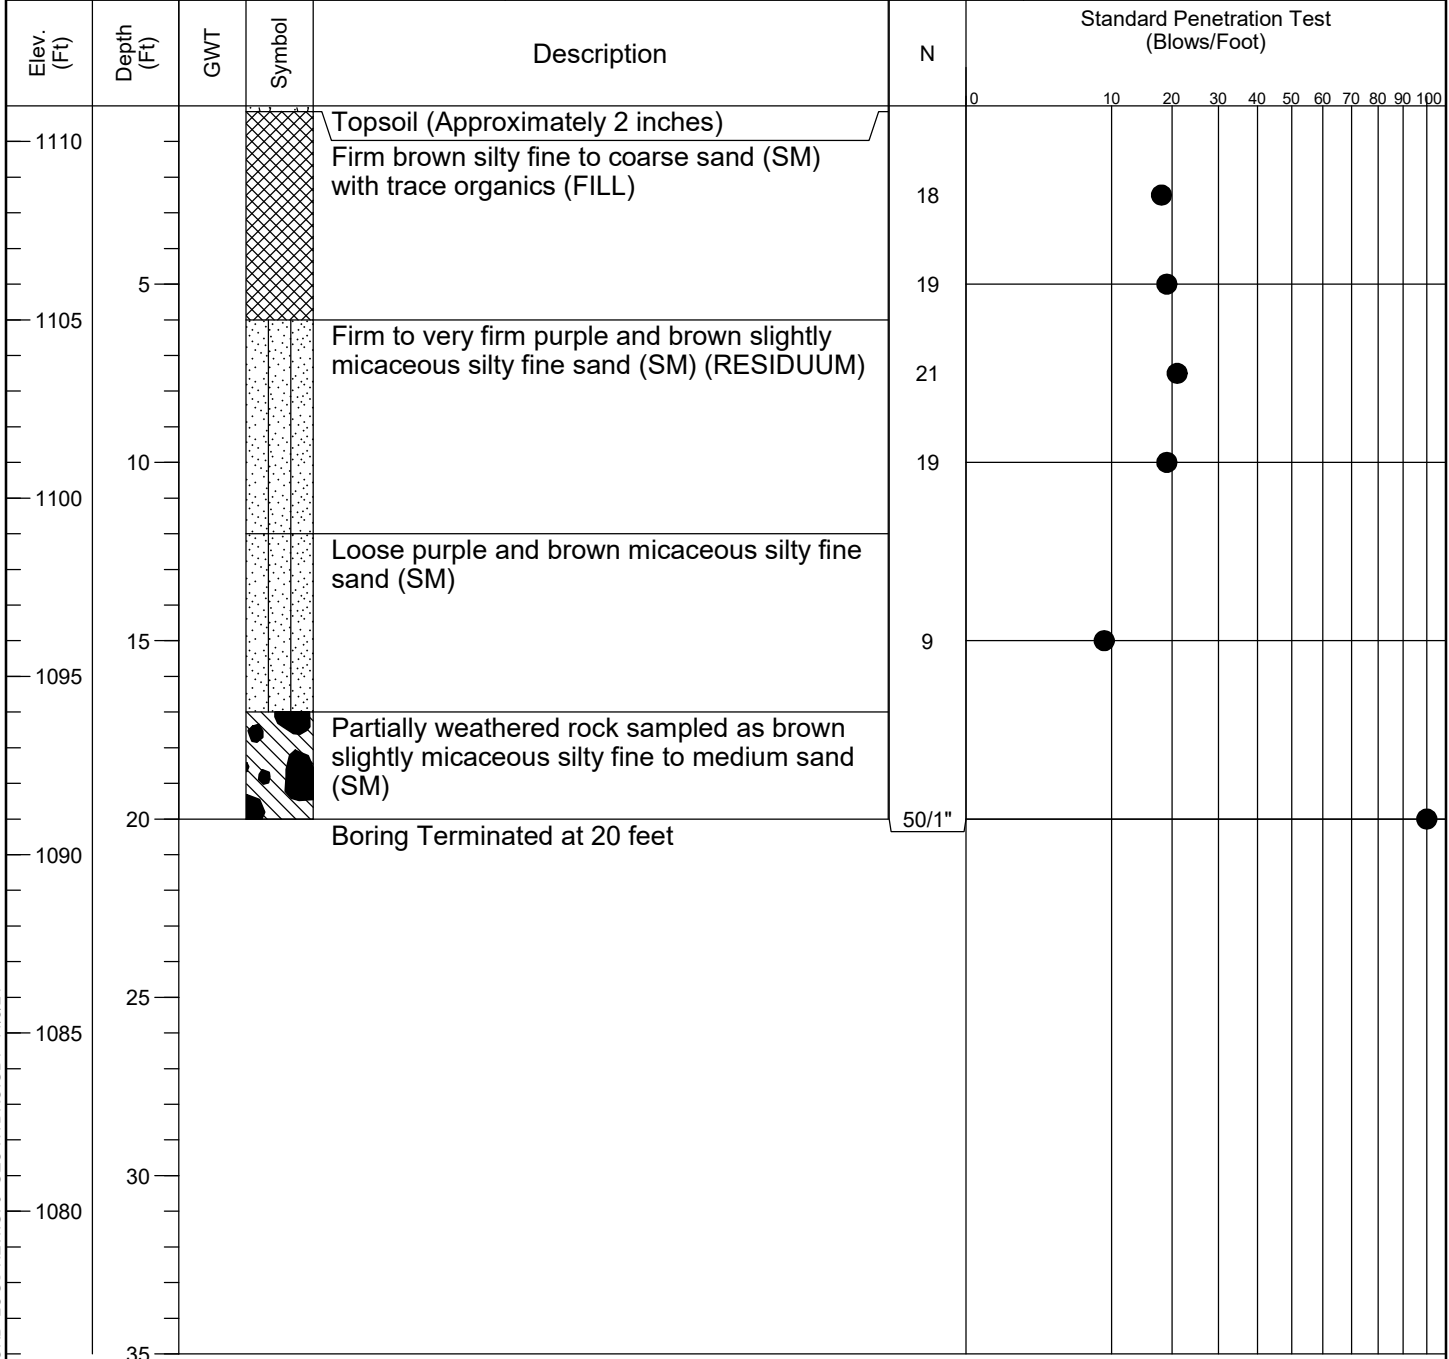 Elev.
(Ft)
Depth
(Ft)
GWT
Symbol
Description
N
Standard Penetration Test
(Blows/Foot)
0 10 20 30 40 50 60 70 80 90 100
Topsoil (Approximately 2 inches)
1110
Firm brown silty fine to coarse sand (SM)
with trace organics (FILL)
18
5
19
1105
Firm to very firm purple and brown slightly
micaceous silty fine sand (SM) (RESIDUUM)
21
10
19
1100
Loose purple and brown micaceous silty fine
sand (SM)
15
9
1095
Partially weathered rock sampled as brown
slightly micaceous silty fine to medium sand
(SM)
20
50/1"
Boring Terminated at 20 feet
1090
25
1085
30
1080
35